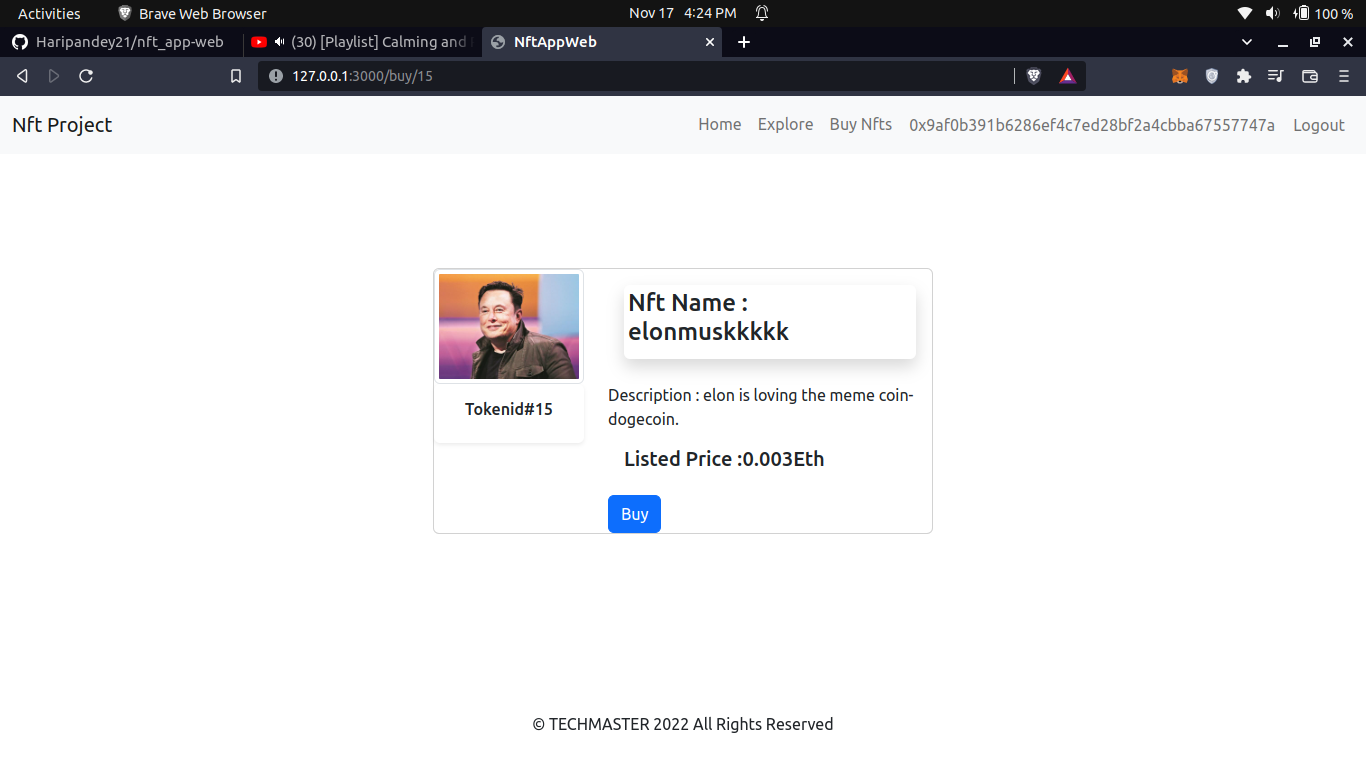 Activities
Brave Web Browser
Nov 17 4:24 PM
100 %
Haripandey21/nft_app-web
(30) [Playlist] Calming and
NftAppWeb
127.0.0.1:3000/buy/15
Nft Project
Home
Explore
Buy Nfts
0x9af0b391b6286ef4c7ed28bf2a4cbba67557747a
Logout
Nft Name :
elonmuskkkkk
Tokenid#15
Description : elon is loving the meme coin-
dogecoin.
Listed Price :0.003Eth
Buy
© TECHMASTER 2022 All Rights Reserved